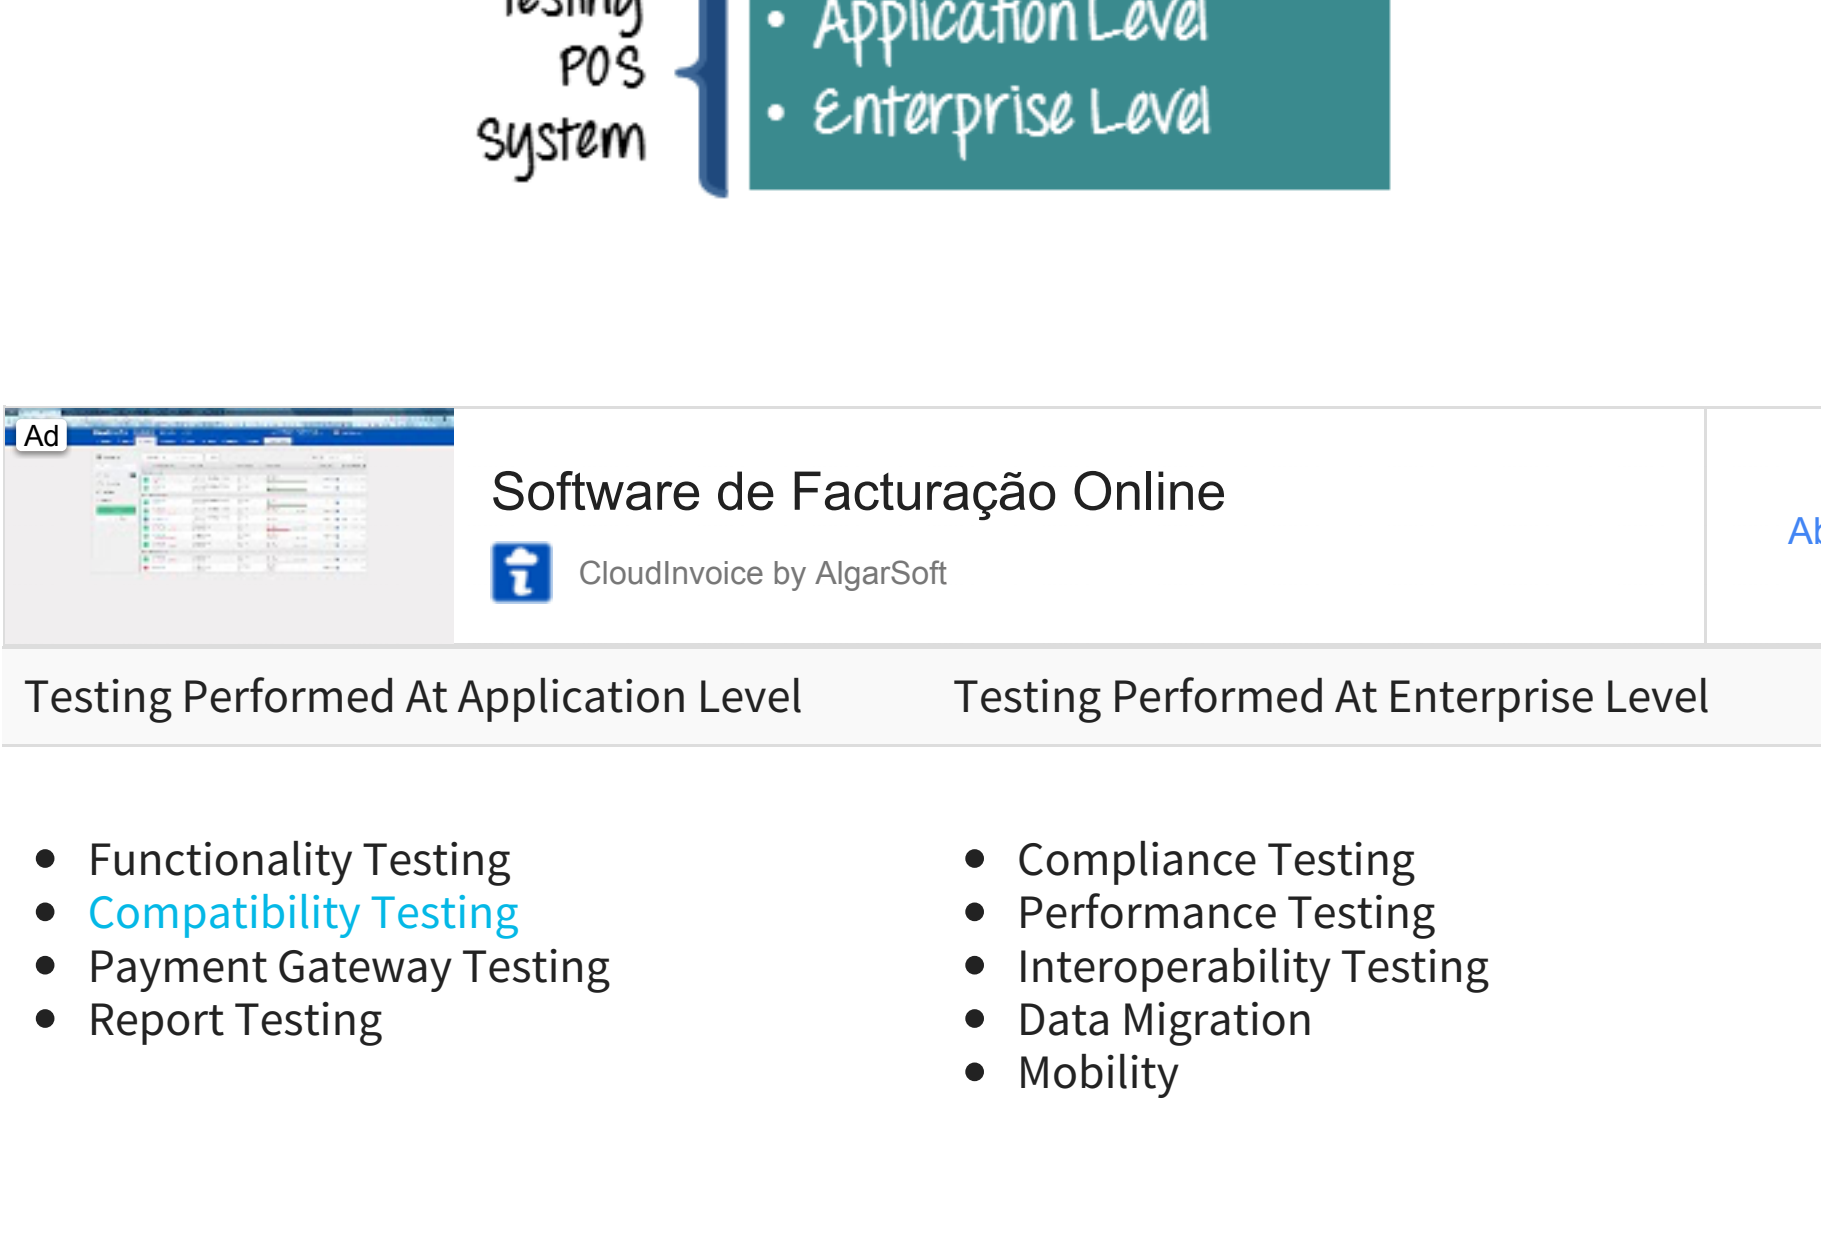 Testing
• Application Level
POS
• Enterprise Level
system
Ad
Software de Facturação Online
CloudInvoice by AlgarSoft
Ab
Testing Performed At Application Level
Testing Performed At Enterprise Level
• Functionality Testing
• Compatibility Testing
• Payment Gateway Testing
• Report Testing
• Compliance Testing
• Performance Testing
• Interoperability Testing
• Data Migration
• Mobility